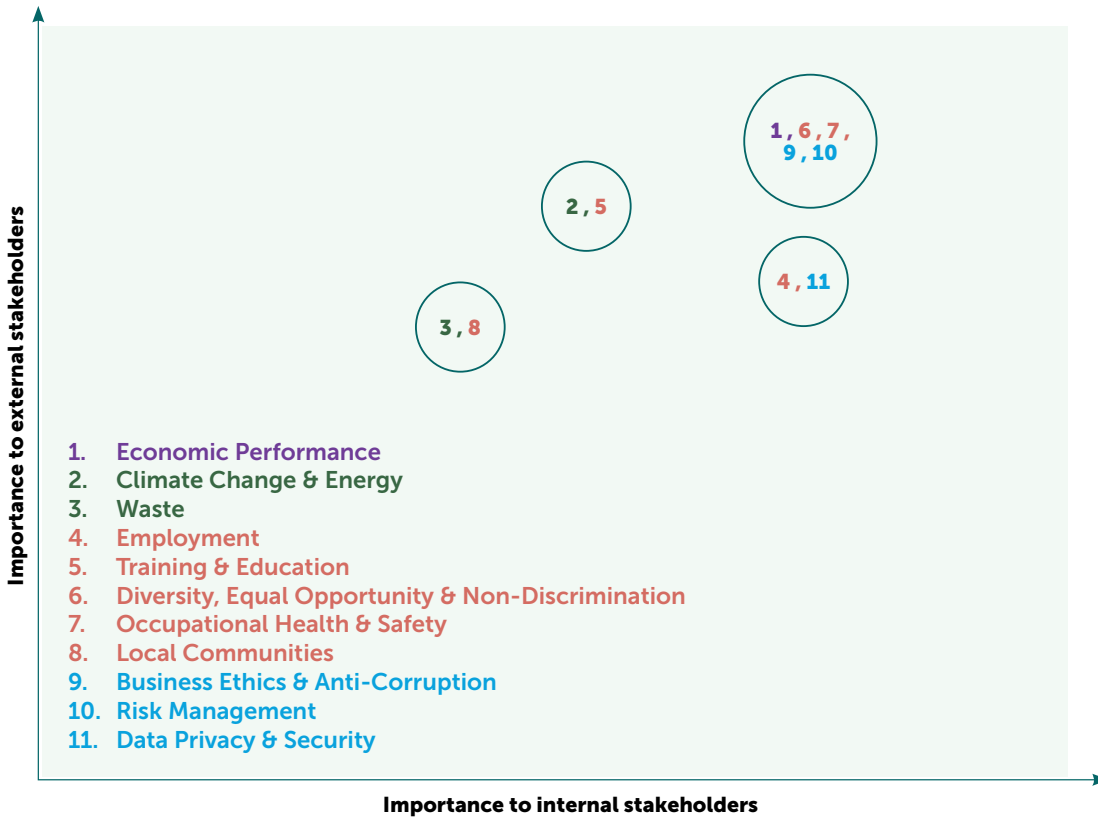 Importance to external stakeholders
1 , 6 , 7 ,
9 , 10
2 , 5
4 , 11
3 , 8
1. Economic Performance
2. Climate Change & Energy
3. Waste
4. Employment
5. Training & Education
6. Diversity, Equal Opportunity & Non-Discrimination
7. Occupational Health & Safety
8. Local Communities
9. Business Ethics & Anti-Corruption
10. Risk Management
11. Data Privacy & Security
Importance to internal stakeholders